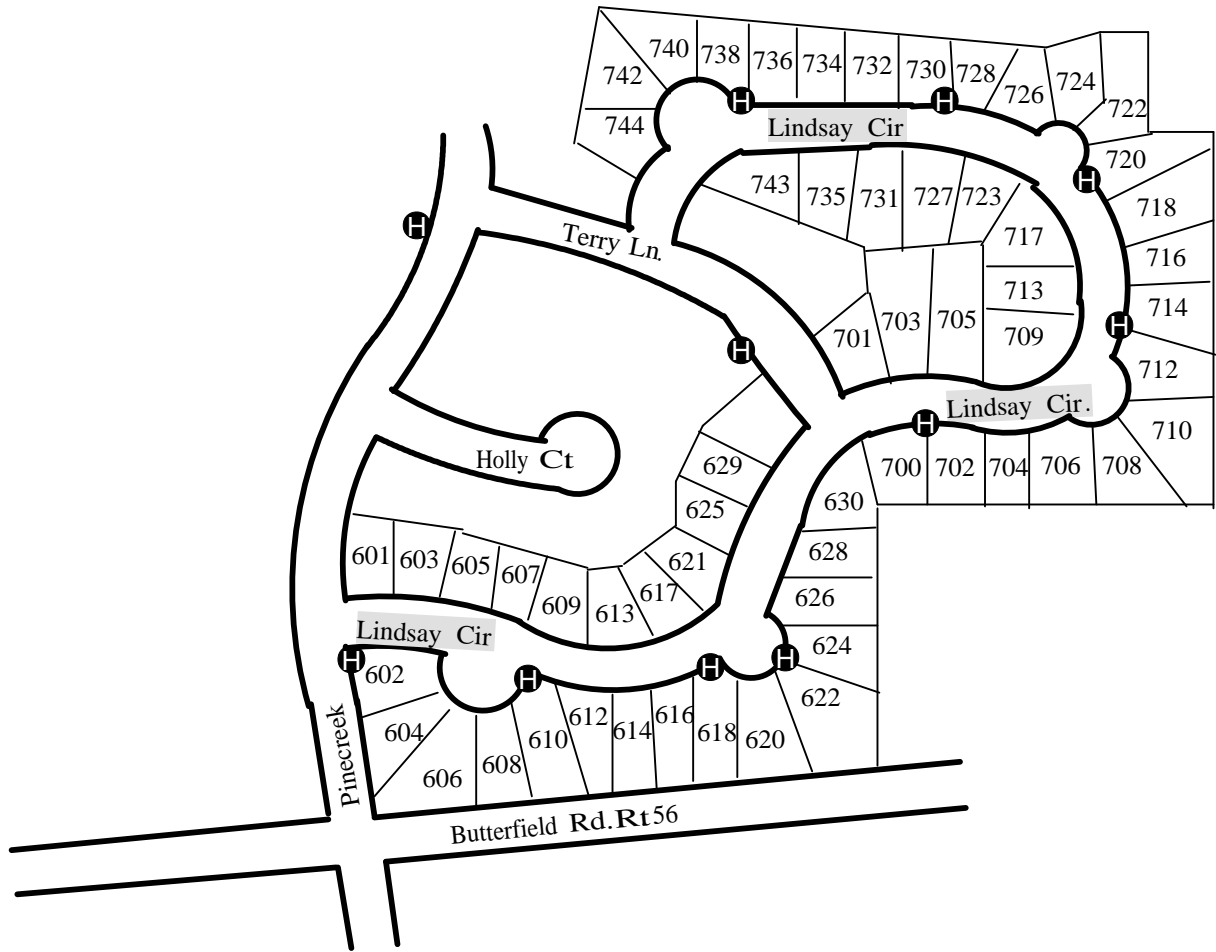 740 738 736 734 732 730 728 726 724 722
742
744
H H
Lindsay Cir
720
H
718
743 735 731 727 723
H
717
Terry Ln.
716
713
714
701 703 705 709
H
H
712
Lindsay Cir.
710
H
700 702 704 706 708
Holly Ct
629
625
630
628
601 603 605 607 609 613 617 621
626
Lindsay Cir
624
H H H H
602
622
604
606 608 610 612 614 616 618 620
Pinecreek
Butterfield Rd.Rt 56